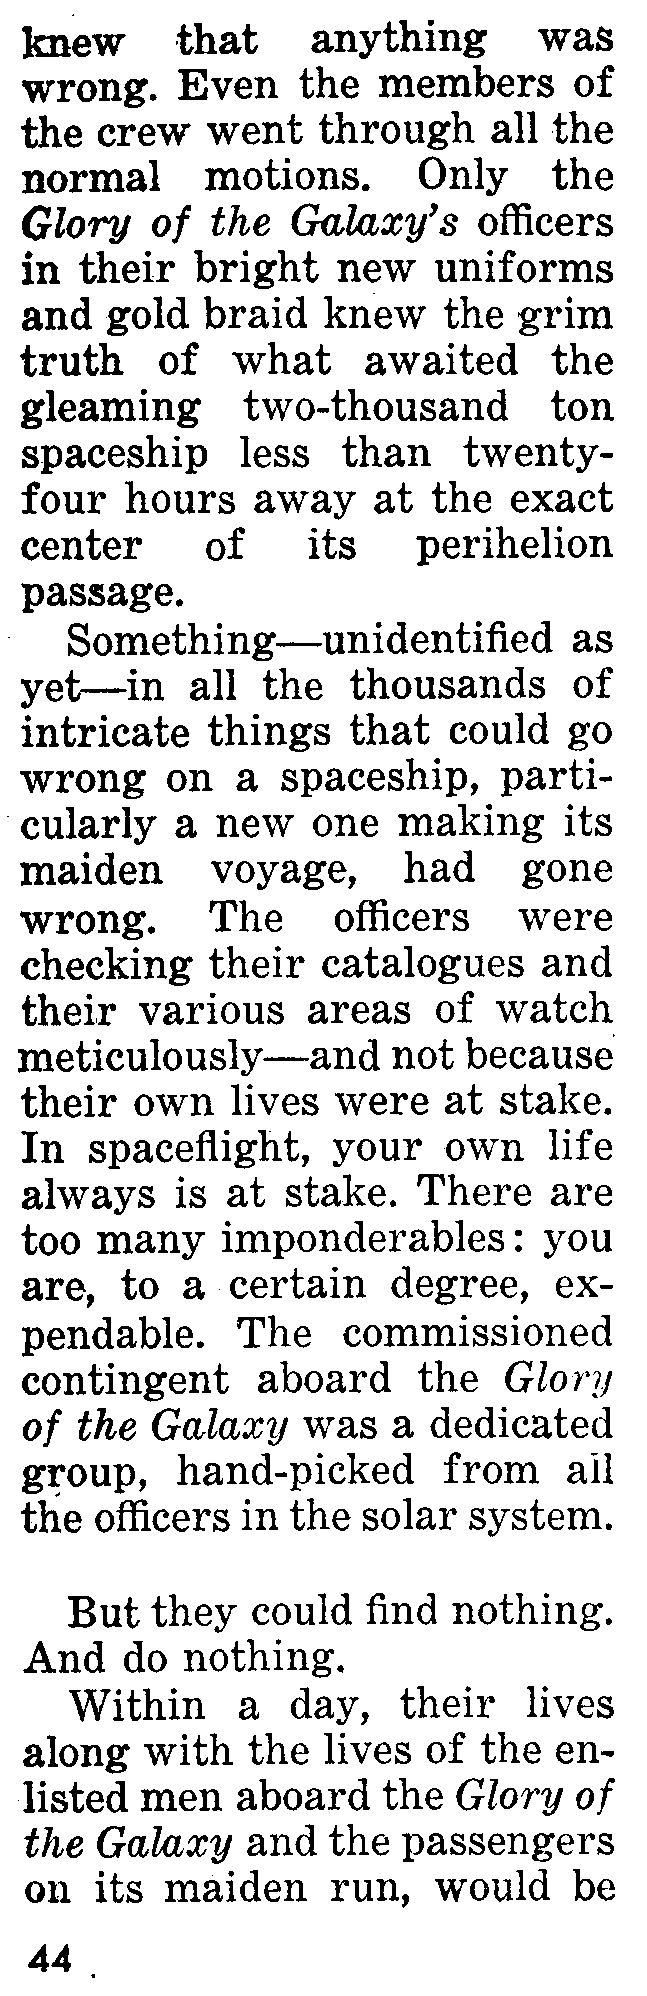 knew that anything was
wrong. Even the members of
the crew went through all the
normal motions. Only the
Glory of the Galaxy's officers
in their bright new uniforms
and gold braid knew the grim
truth of what awaited the
gleaming two-thousand ton
spaceship less than twenty-
four hours away at the exact
center of its perihelion
passage.
Something—unidentified as
yet—in all the thousands of
intricate things that could go
wrong on a spaceship, parti-
cularly a new one making its
maiden voyage, had gone
wrong. The officers were
checking their catalogues and
their various areas of watch
meticulously—and not because
their own lives were at stake.
In spaceflight, your own life
always is at stake. There are
too many imponderables: you
are, to a certain degree, ex-
pendable. The commissioned
contingent aboard the Glory
of the Galaxy was a dedicated
group, hand-picked from all
the officers in the solar system.
But they could find nothing.
And do nothing.
Within a day, their lives
along with the lives of the en-
listed men aboard the Glory of
the Galaxy and the passengers
on its maiden run, would be
44